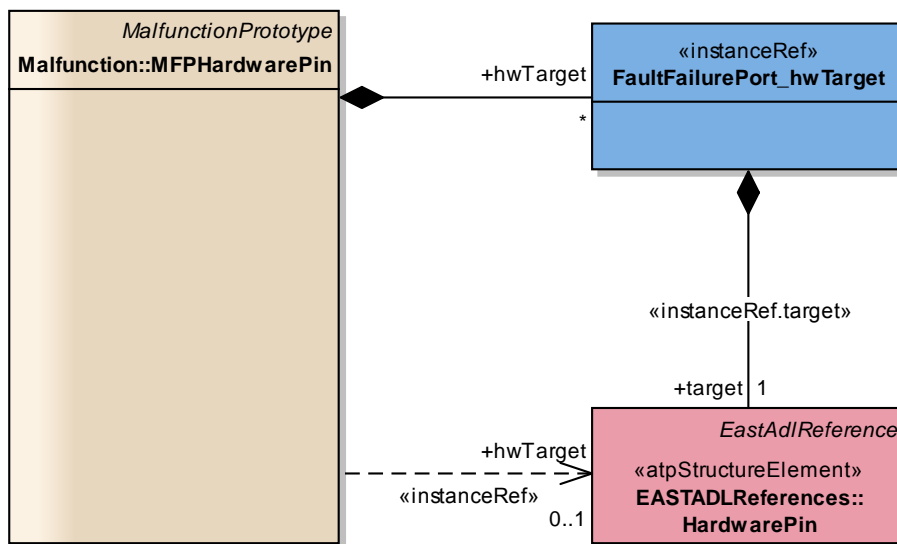 MalfunctionPrototype
Malfunction::MFPHardwarePin
+hwTarget
*
«instanceRef»
FaultFailurePort_hwTarget
«instanceRef.target»
+target 1
+hwTarget
«instanceRef»
0..1
EastAdlReference
«atpStructureElement»
EASTADLReferences::
HardwarePin